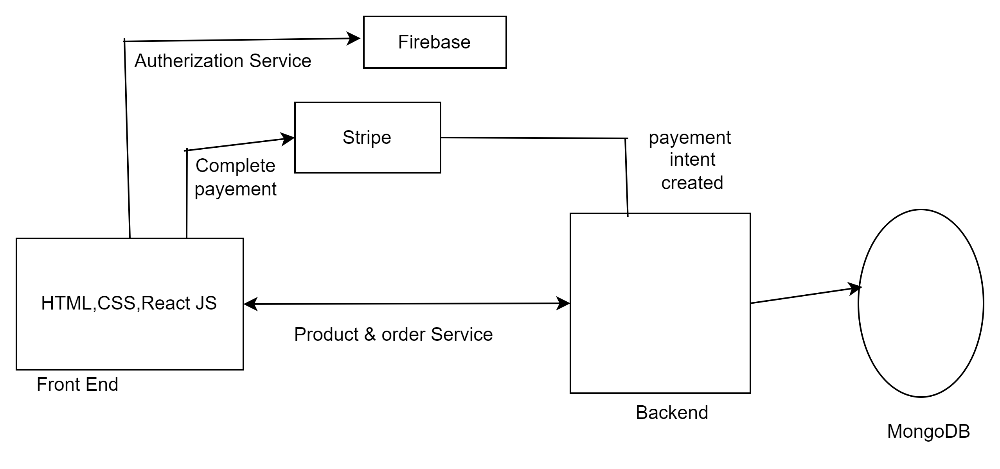 Firebase
Autherization Service
Stripe
payement
intent
created
Complete
payement
HTML,CSS,React JS
Product & order Service
Front End
Backend
MongoDB